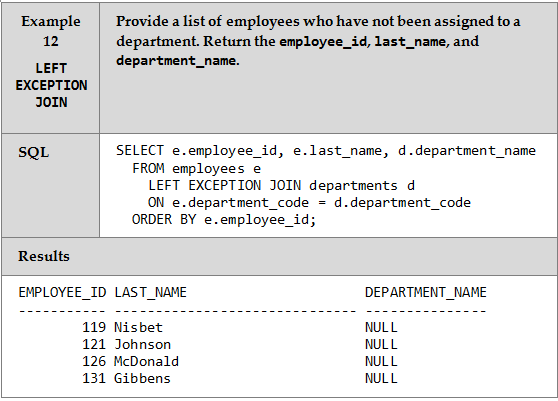 Example
12
LEFT
EXCEPTION
JOIN
Provide a list of employees who have not been assigned to a
department. Return the employee_id, last_name, and
department_name.
SQL
SELECT e.employee_id, e.last_name, d.department_name
FROM employees e
LEFT EXCEPTION JOIN departments d
ON e.department_code = d.department_code
ORDER BY e.employee_id;
Results
EMPLOYEE_ID LAST_NAME DEPARTMENT_NAME
----------- ------------------------------ ---------------
119 Nisbet NULL
121 Johnson NULL
126 McDonald NULL
131 Gibbens NULL